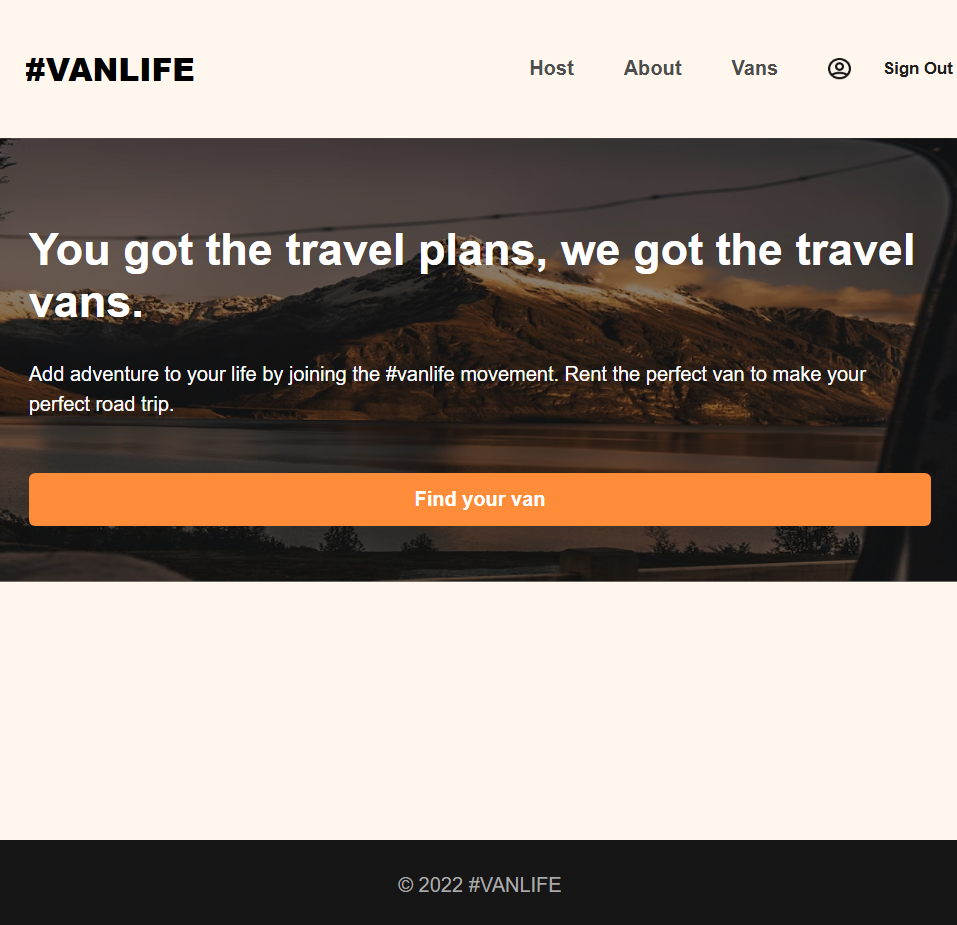 #VANLIFE
Host About Vans Sign Out
You got the travel plans, we got the travel
vans.
Add adventure to your life by joining the #vanlife movement. Rent the perfect van to make your
perfect road trip.
Find your van
© 2022 #VANLIFE